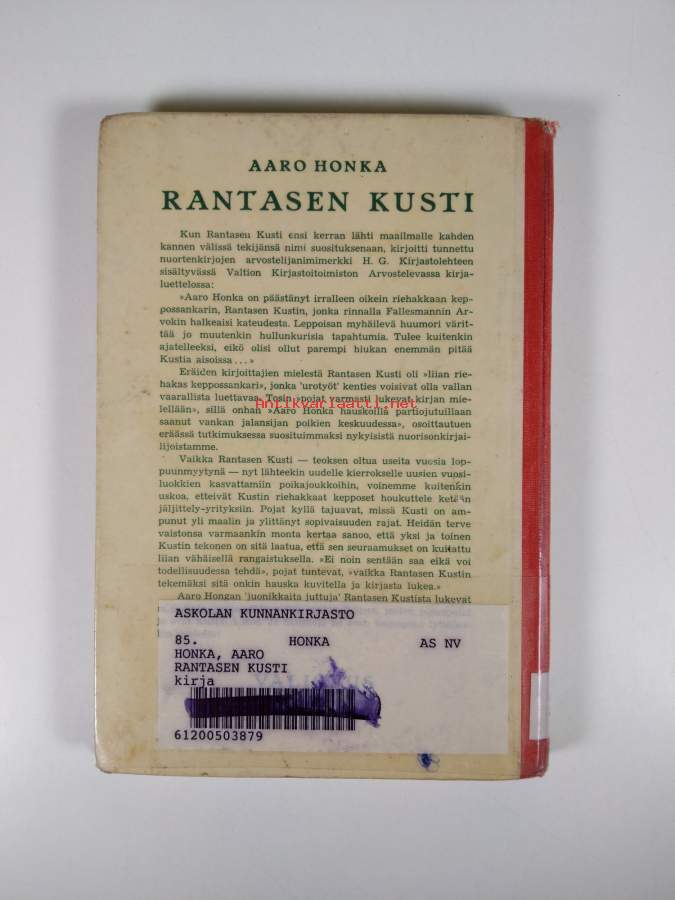 AARO HONKA
RANTASEN KUSTI
Kun Rantasen Kusti ensi kerran lähti maailmalle kahden
kannen välissä tekijänsä nimi suosituksenaan, kirjoitti tunnettu
nuortenkirjojen arvostelijanimimerkki H. G. Kirjastolehteen
sisältyvässä Valtion Kirjastoitoimiston Arvostelevassa kirja-
luettelossa:
»Aaro Honka on päästänyt irralleen oikein riehakkaan kep-
possankarin, Rantasen Kustin, jonka rinnalla Fallesmannin Ar-
vokin halkeaisi kateudesta. Leppoisan myhäilevä huumori värit-
tää jo muutenkin hullunkurisia tapahtumia. Tulee kuitenkin
ajatelleeksi, eikö olisi ollut parempi hiukan enemmän pitää
Kustia aisoissa . . .»
Eräiden kirjoittajien mielestä Rantasen Kusti oli »liian rie-
hakas keppossankari», jonka 'urotyöt' kenties voisivat olla vallan
vaarallista luettavaa. Tosin »pojat varmasti lukevat kirjan mie-
lellään», sillä onhan »Aaro Honka hauskoilla partiojutuillaan
saanut vankan jalansijan poikien keskuudessa», osoittautuen
eräässä tutkimuksessa suosituimmaksi nykyisistä nuorisonkirjai-
lijoistamme.
Vaikka Rantasen Kusti — teoksen oltua useita vuosia lop-
puunmyytynä — nyt lähteekin uudelle kierrokselle uusien vuosi-
luokkien kasvattamiin poikajoukkoihin, voinemme kuitenkin
uskoa, etteivät Kustin riehakkaat kepposet houkuttele ketään
jäljittely-yrityksiin. Pojat kyllä tajuavat, missä Kusti on am-
punut yli maalin ja ylittänyt sopivaisuuden rajat. Heidän terve
vaistonsa varmaankin monta kertaa sanoo, että yksi ja toinen
Kustin tekonen on sitä laatua, että sen seuraamukset on kuitattu
liian vähäisellä rangaistuksella. »Ei noin sentään saa eikä voi
todellisuudessa tehdä», pojat tuntevat, »vaikka Rantasen Kustin
tekemäksi sitä onkin hauska kuvitella ja kirjasta lukea.»
Aaro Hongan 'juonikkaita juttuja' Rantasen Kustista lukevat
Antikvariaatti.net
ASKOLAN KUNNANKIRJASTO
85. HONKA AS NV
HONKA, AARO
RANTASEN KUSTI
kirja
61200503879